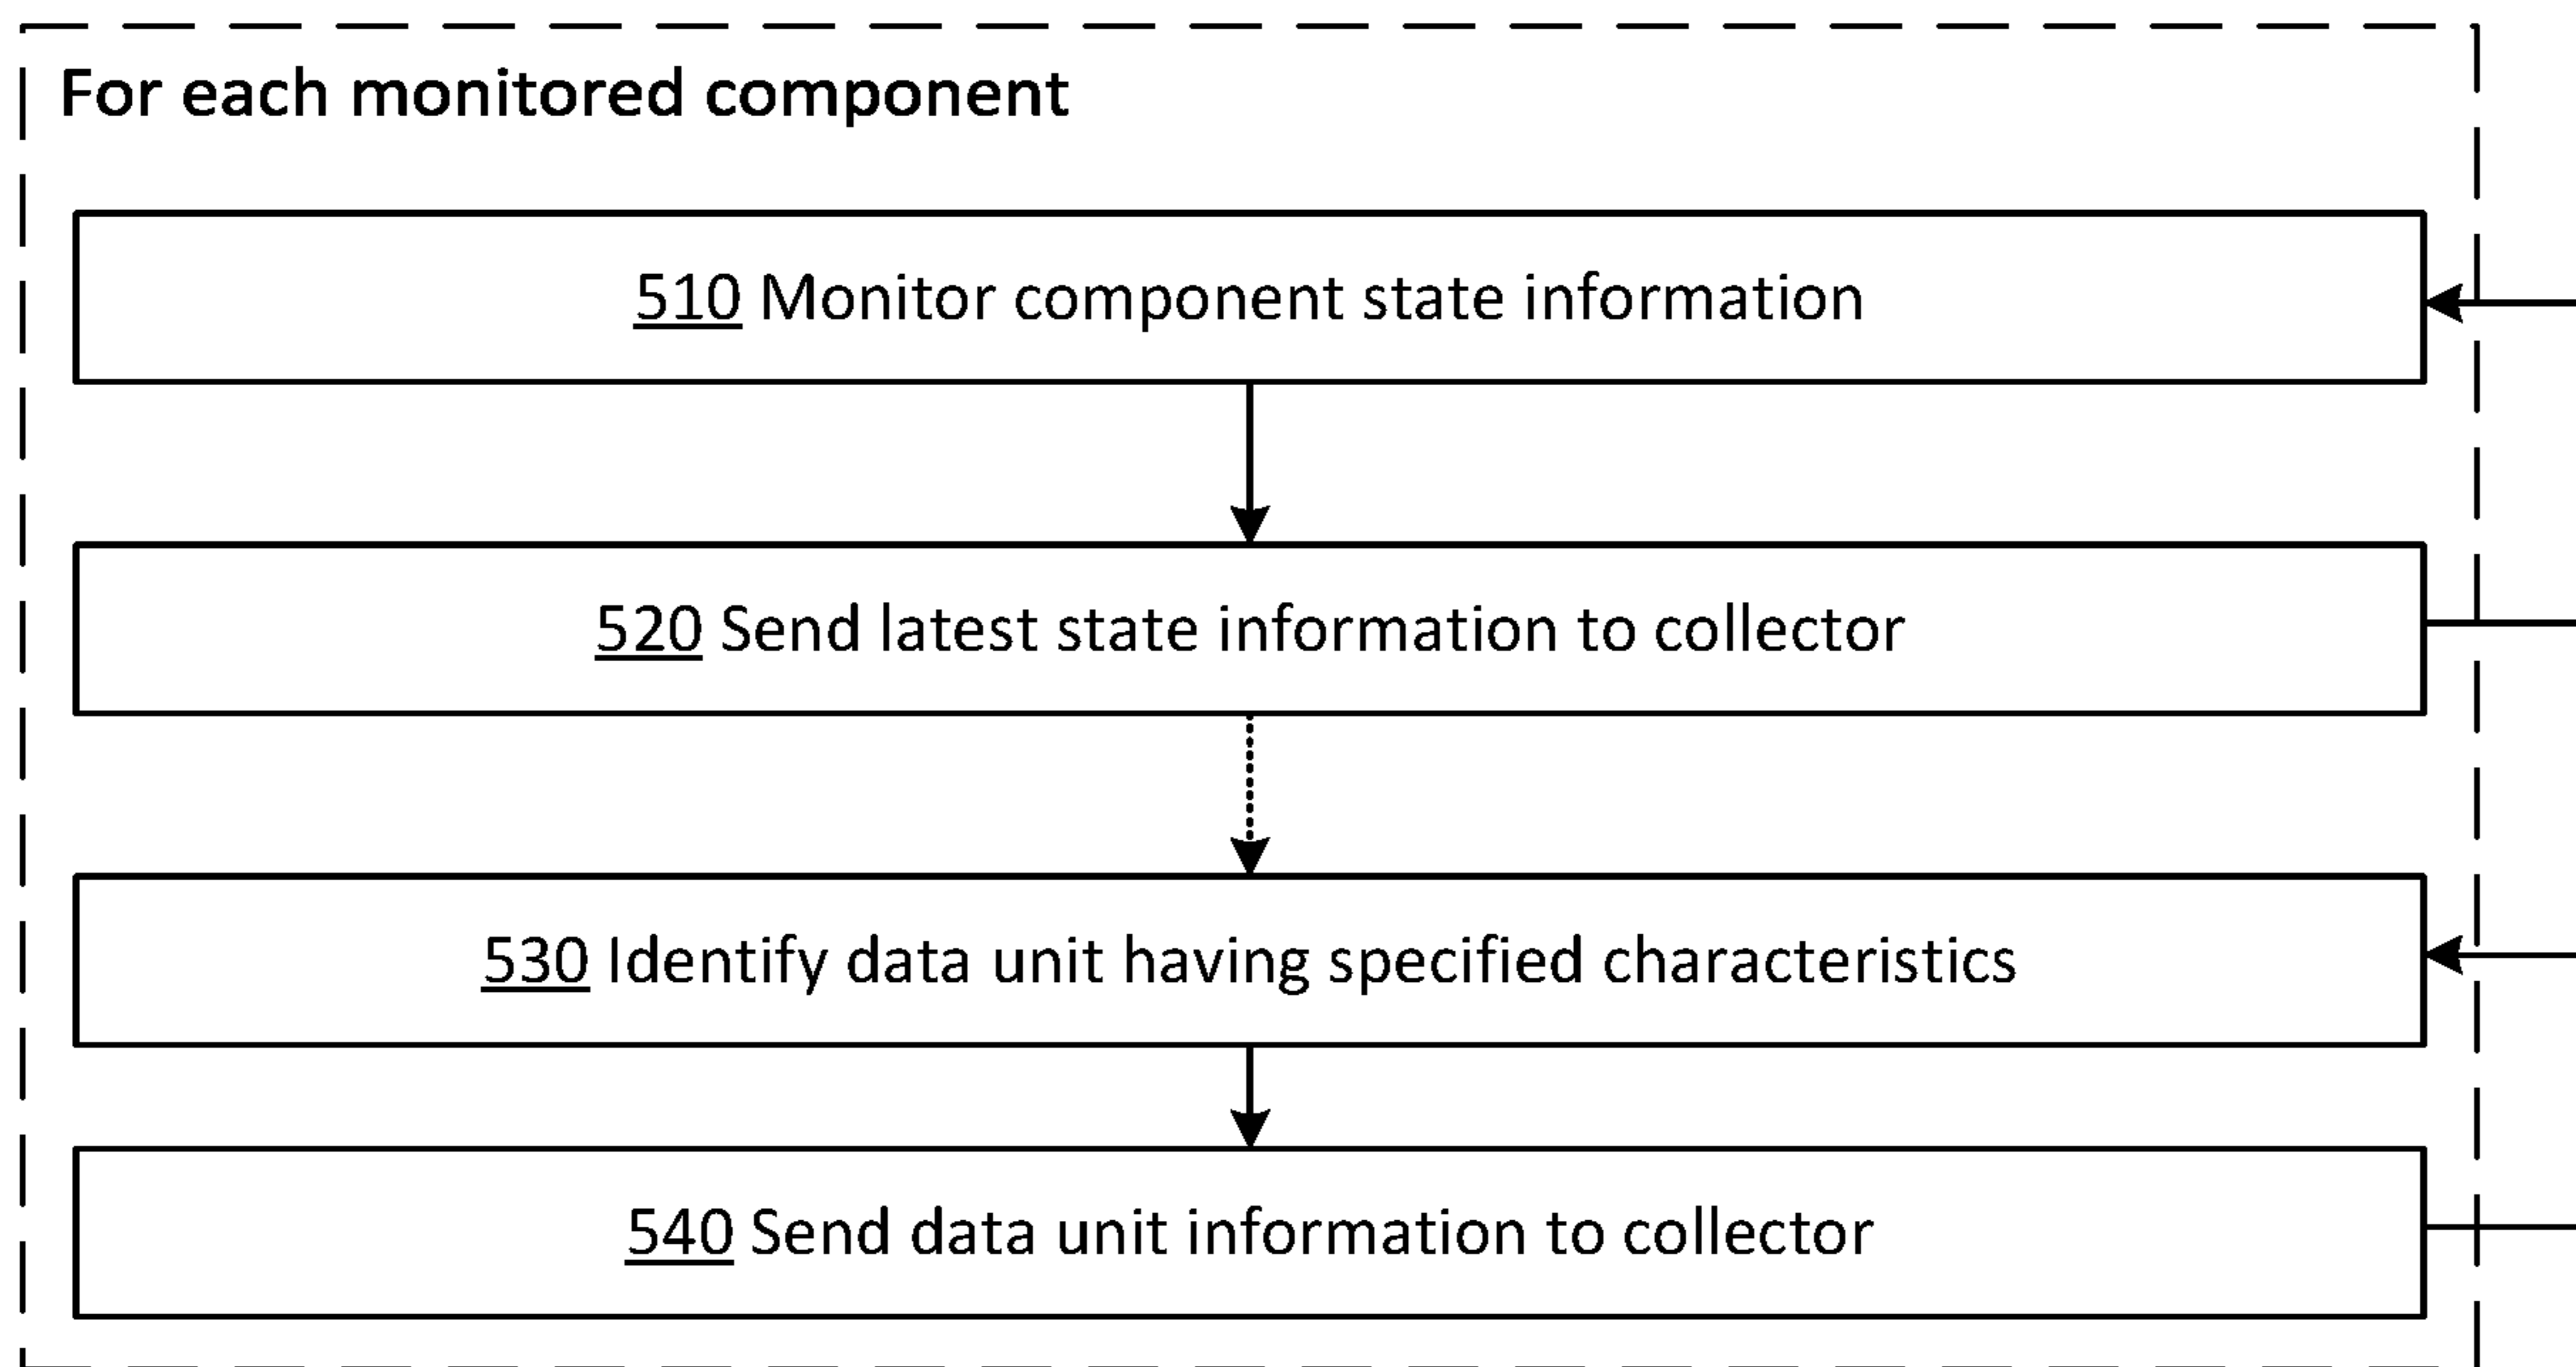 For each monitored component
510 Monitor component state information
520 Send latest state information to collector
530 Identify data unit having specified characteristics
540 Send data unit information to collector